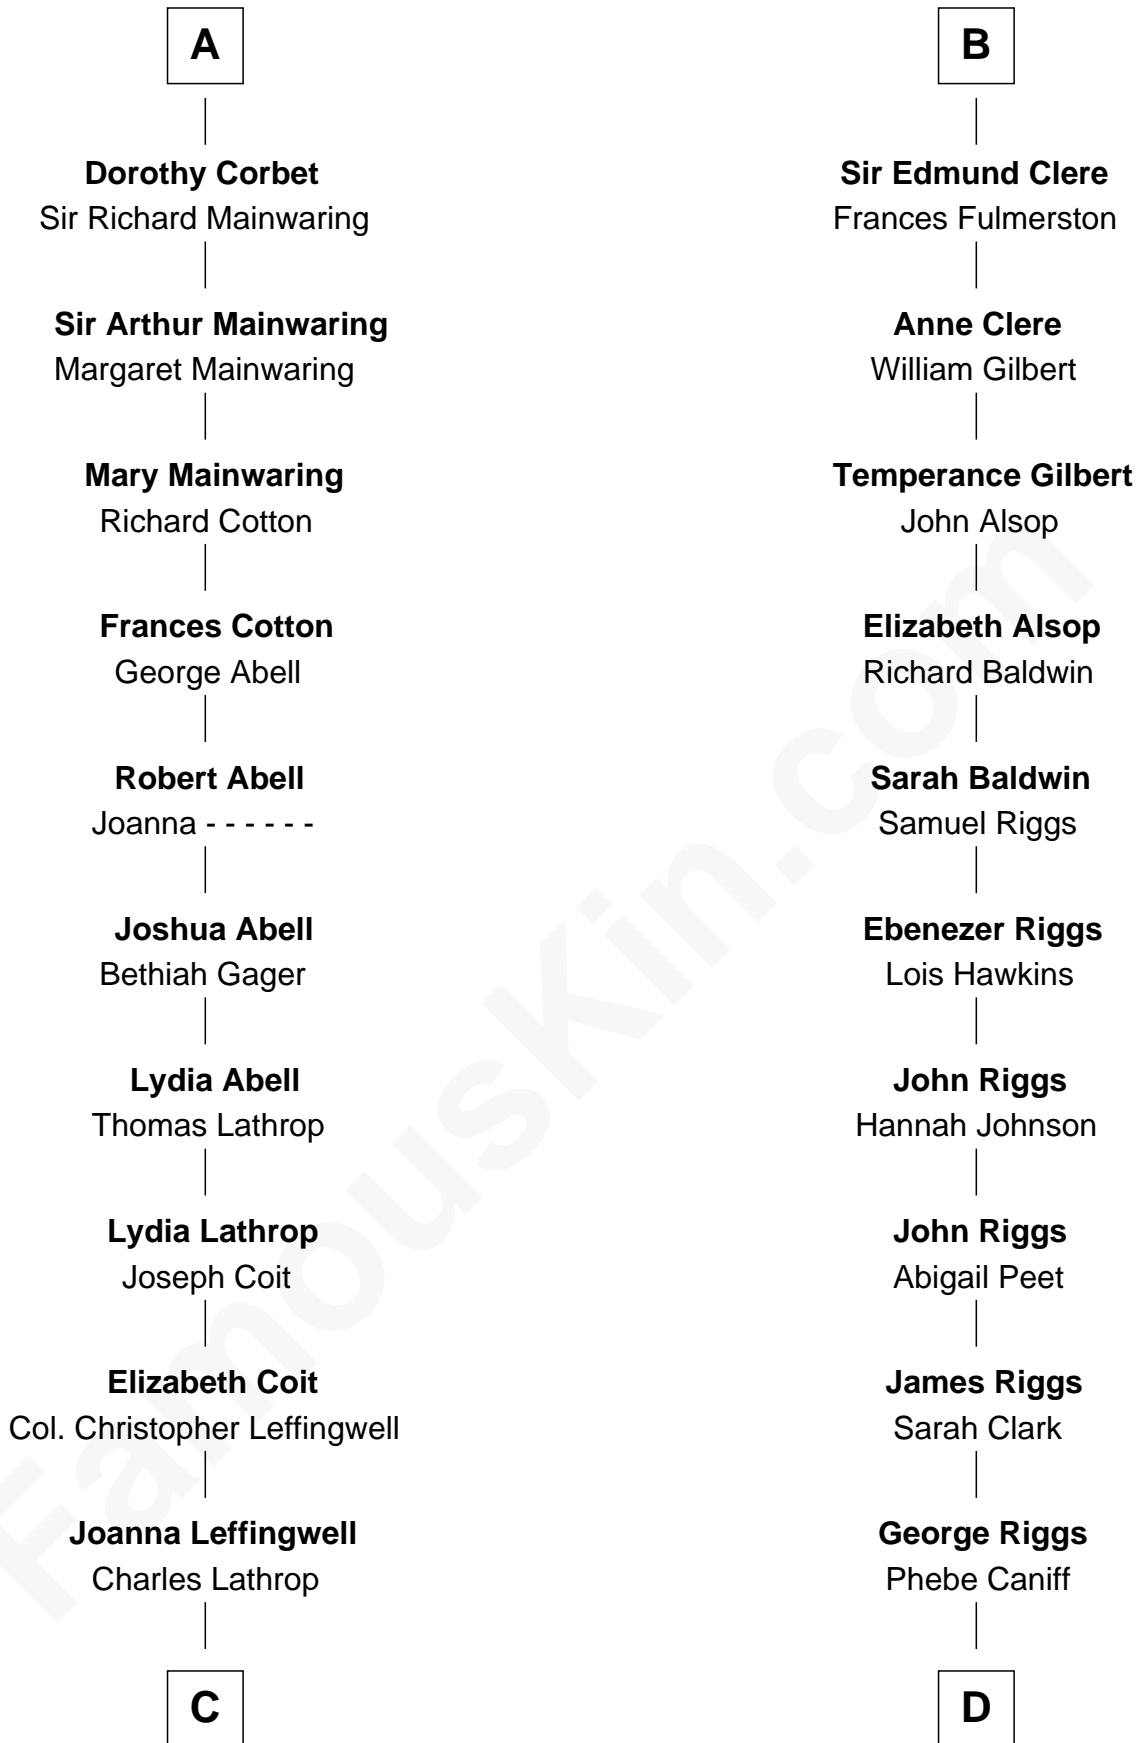 A
Dorothy Corbet
Sir Richard Mainwaring
Sir Arthur Mainwaring
Margaret Mainwaring
Mary Mainwaring
Richard Cotton
Frances Cotton
George Abell
Robert Abell
Joanna - - - - - -
Joshua Abell
Bethiah Gager
Lydia Abell
Thomas Lathrop
Lydia Lathrop
Joseph Coit
Elizabeth Coit
Col. Christopher Leffingwell
Joanna Leffingwell
Charles Lathrop
C
B
Sir Edmund Clere
Frances Fulmerston
Anne Clere
William Gilbert
Temperance Gilbert
John Alsop
Elizabeth Alsop
Richard Baldwin
Sarah Baldwin
Samuel Riggs
Ebenezer Riggs
Lois Hawkins
John Riggs
Hannah Johnson
John Riggs
Abigail Peet
James Riggs
Sarah Clark
George Riggs
Phebe Caniff
D
FamousKin.com